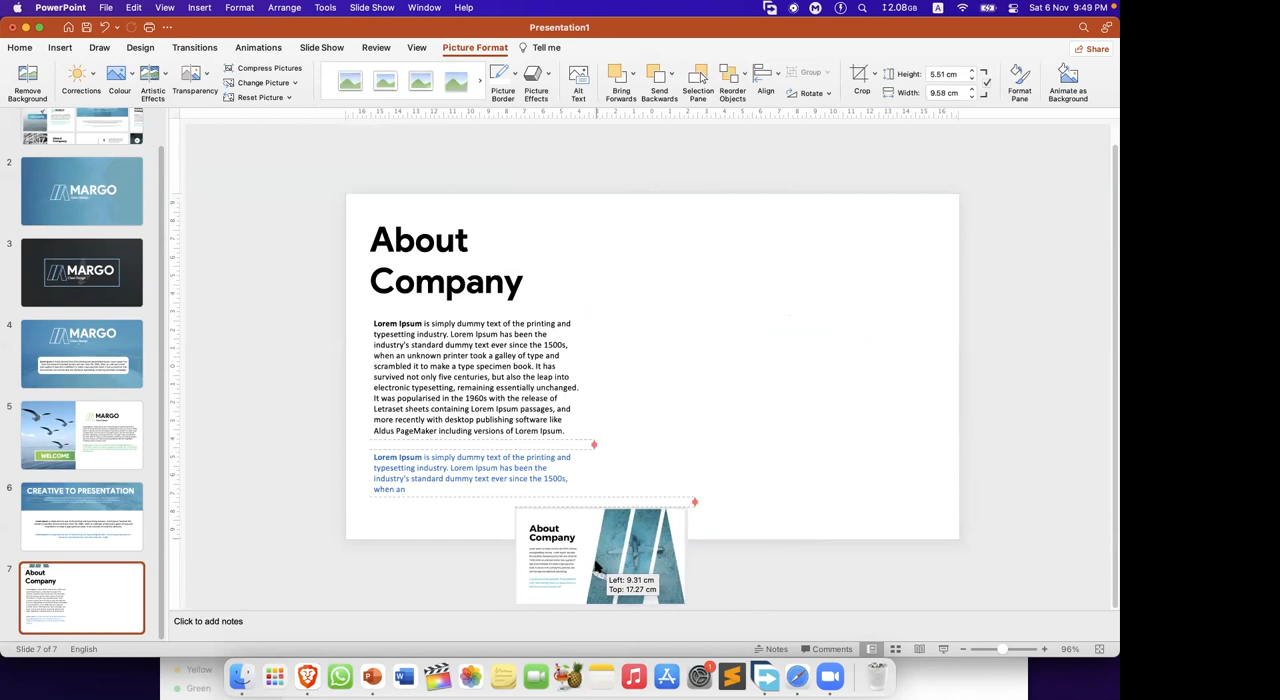 PowerPoint File Edit View Insert Format Arrange Tools Slide Show Window Help
2.08GB A Sat 6 Nov 9:49 PM
Presentation1
Home Insert Draw Design Transitions Animations Slide Show Review View Picture Format Tell me Share
Remove Background
Corrections
Colour
Artistic Effects
Transparency
Compress Pictures
Change Picture
Reset Picture
Picture Border
Picture Effects
Alt Text
Bring Forwards
Send Backwards
Selection Pane
Reorder Objects
Align
Group
Rotate
Crop
Height: 5.51 cm
Width: 9.58 cm
Format Pane
Animate as Background
2
MARGO
3
MARGO
4
MARGO
5
MARGO
WELCOME
6
CREATIVE TO PRESENTATION
7
About
Company
About
Company
Lorem Ipsum is simply dummy text of the printing and
typesetting industry. Lorem Ipsum has been the
industry's standard dummy text ever since the 1500s,
when an unknown printer took a galley of type and
scrambled it to make a type specimen book. It has
survived not only five centuries, but also the leap into
electronic typesetting, remaining essentially unchanged.
It was popularised in the 1960s with the release of
Letraset sheets containing Lorem Ipsum passages, and
more recently with desktop publishing software like
Aldus PageMaker including versions of Lorem Ipsum.
Lorem Ipsum is simply dummy text of the printing and
typesetting industry. Lorem Ipsum has been the
industry's standard dummy text ever since the 1500s,
when an
About
Company
Left: 9.31 cm
Top: 17.27 cm
Click to add notes
Slide 7 of 7 English Notes Comments 96%
Yellow
Green